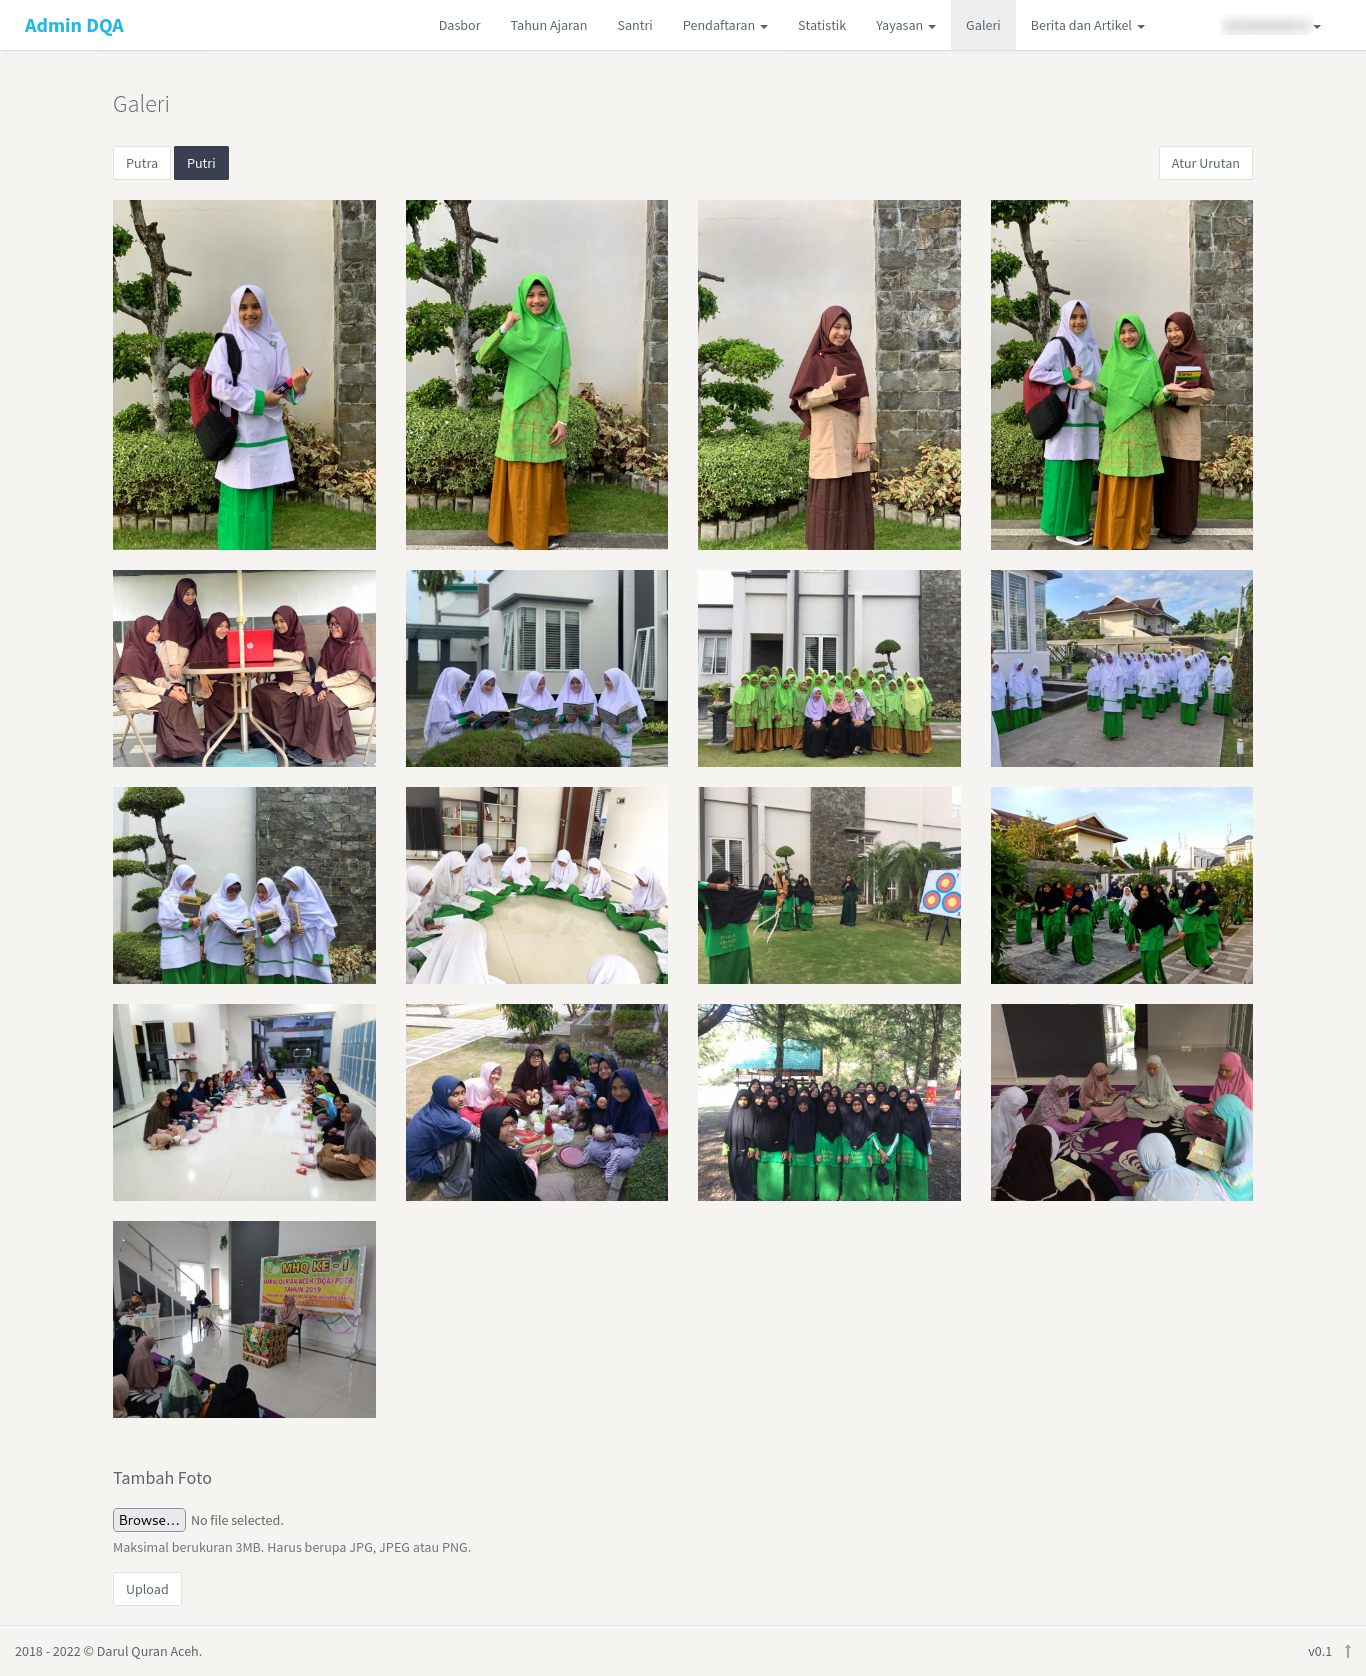 Admin DQA
Dasbor
Tahun Ajaran
Santri
Pendaftaran
Statistik
Yayasan
Galeri
Berita dan Artikel
Galeri
Putra
Putri
Atur Urutan
MHQ KE - I
DARUL QUR'AN ACEH (DQA) PUTRI
TAHUN 2019
Tambah Foto
Browse...
No file selected.
Maksimal berukuran 3MB. Harus berupa JPG, JPEG atau PNG.
Upload
2018 - 2022 © Darul Quran Aceh.
v0.1